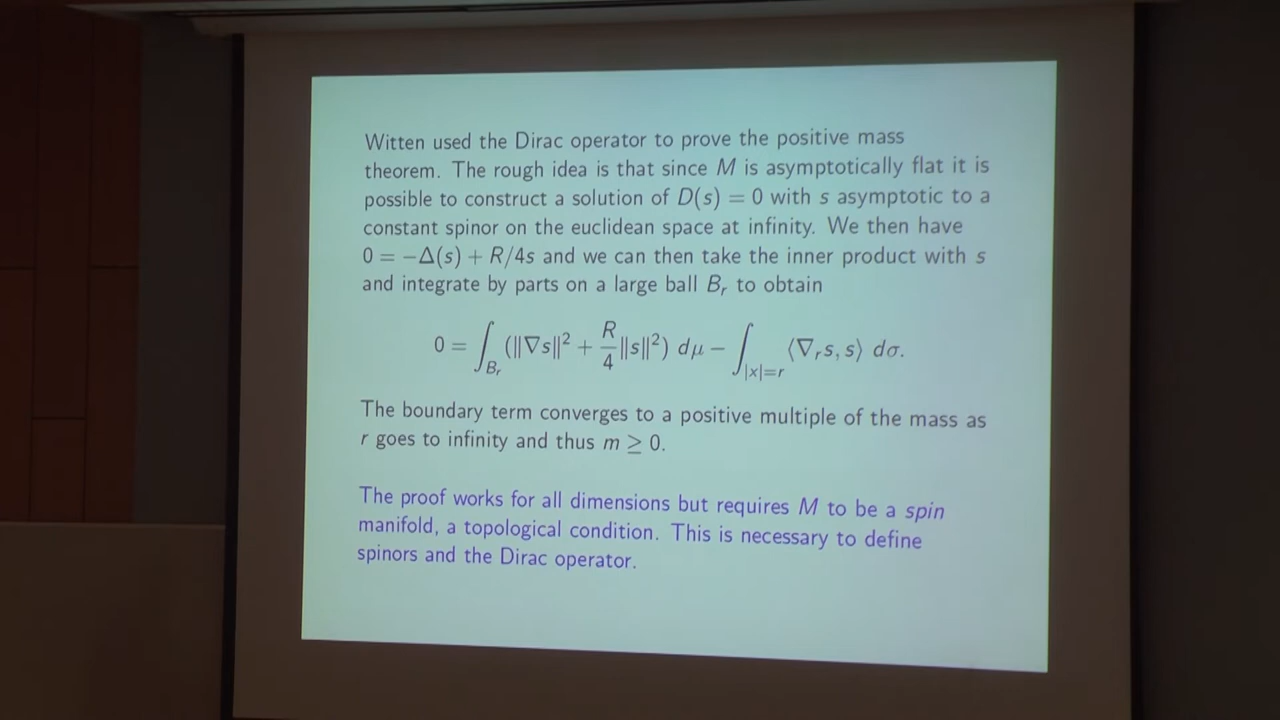 Witten used the Dirac operator to prove the positive mass
theorem. The rough idea is that since M is asymptotically flat it is
possible to construct a solution of D(s) = 0 with s asymptotic to a
constant spinor on the euclidean space at infinity. We then have
0 = −Δ(s) + R/4s and we can then take the inner product with s
and integrate by parts on a large ball B_r to obtain
0 = ∫_{B_r} (‖∇s‖² + R/4 ‖s‖²) dμ − ∫_{|x|=r} ⟨∇_r s, s⟩ dσ.
The boundary term converges to a positive multiple of the mass as
r goes to infinity and thus m ≥ 0.
The proof works for all dimensions but requires M to be a spin
manifold, a topological condition. This is necessary to define
spinors and the Dirac operator.